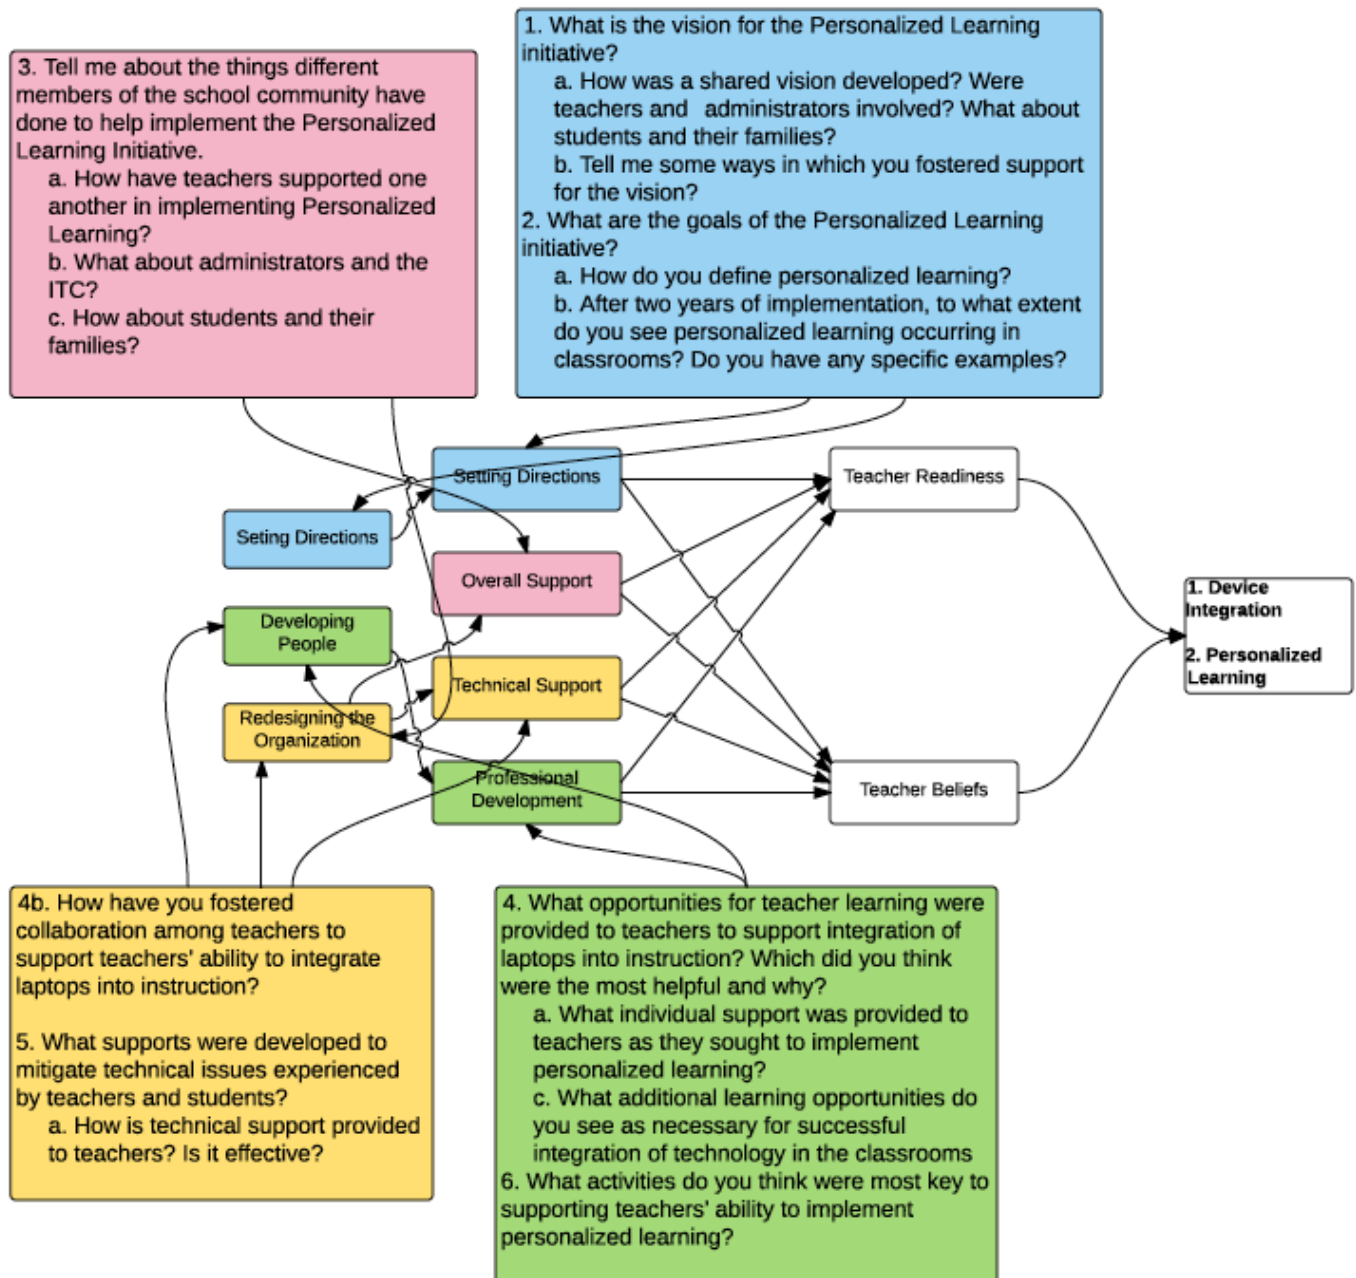 3. Tell me about the things different
members of the school community have
done to help implement the Personalized
Learning Initiative.
a. How have teachers supported one
another in implementing Personalized
Learning?
b. What about administrators and the
ITC?
c. How about students and their
families?
1. What is the vision for the Personalized Learning
initiative?
a. How was a shared vision developed? Were
teachers and administrators involved? What about
students and their families?
b. Tell me some ways in which you fostered support
for the vision?
2. What are the goals of the Personalized Learning
initiative?
a. How do you define personalized learning?
b. After two years of implementation, to what extent
do you see personalized learning occurring in
classrooms? Do you have any specific examples?
Setting Directions
Teacher Readiness
Seting Directions
Overall Support
1. Device
Integration
2. Personalized
Learning
Developing
People
Technical Support
Redesigning the
Organization
Professional
Development
Teacher Beliefs
4b. How have you fostered
collaboration among teachers to
support teachers' ability to integrate
laptops into instruction?
5. What supports were developed to
mitigate technical issues experienced
by teachers and students?
a. How is technical support provided
to teachers? Is it effective?
4. What opportunities for teacher learning were
provided to teachers to support integration of
laptops into instruction? Which did you think
were the most helpful and why?
a. What individual support was provided to
teachers as they sought to implement
personalized learning?
c. What additional learning opportunities do
you see as necessary for successful
integration of technology in the classrooms
6. What activities do you think were most key to
supporting teachers' ability to implement
personalized learning?